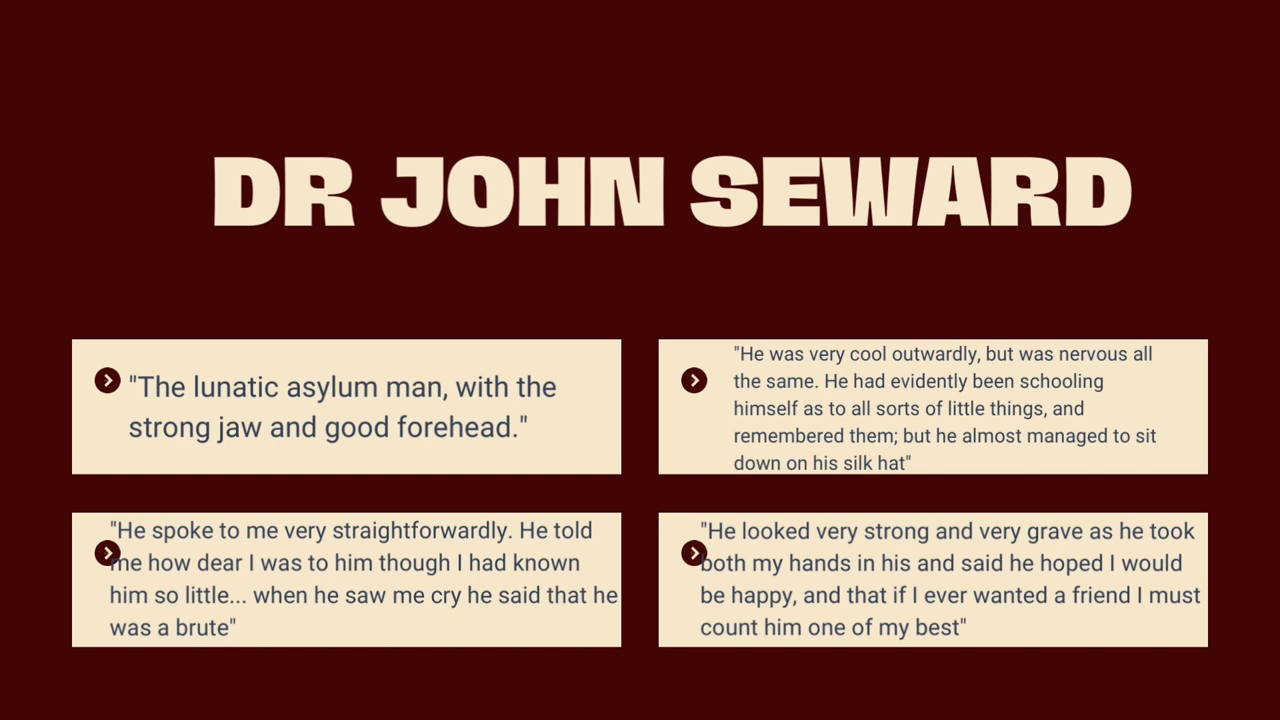 DR JOHN SEWARD
"The lunatic asylum man, with the
strong jaw and good forehead."
"He was very cool outwardly, but was nervous all
the same. He had evidently been schooling
himself as to all sorts of little things, and
remembered them; but he almost managed to sit
down on his silk hat"
"He spoke to me very straightforwardly. He told
me how dear I was to him though I had known
him so little... when he saw me cry he said that he
was a brute"
"He looked very strong and very grave as he took
both my hands in his and said he hoped I would
be happy, and that if I ever wanted a friend I must
count him one of my best"